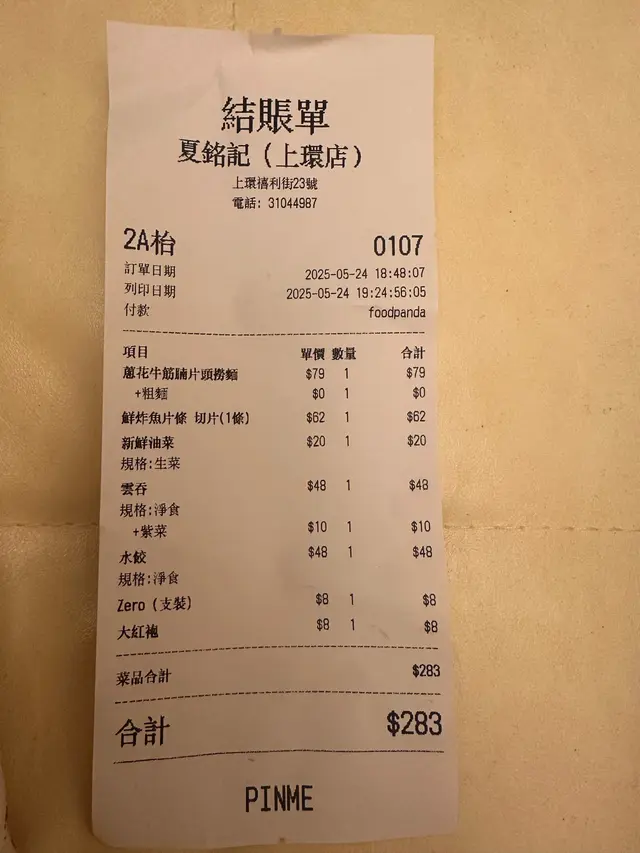 結賬單
夏銘記 (上環店)
上環禧利街23號
電話: 31044987
2A枱 0107
訂單日期 2025-05-24 18:48:07
列印日期 2025-05-24 19:24:56:05
付款 foodpanda
項目 單價 數量 合計
蔥花牛筋腩片頭撈麵 $79 1 $79
+粗麵 $0 1 $0
鮮炸魚片條 切片(1條) $62 1 $62
新鮮油菜 $20 1 $20
規格:生菜
雲吞 $48 1 $48
規格:淨食
+紫菜 $10 1 $10
水餃 $48 1 $48
規格:淨食
Zero (支裝) $8 1 $8
大紅袍 $8 1 $8
菜品合計 $283
合計 $283
PINME